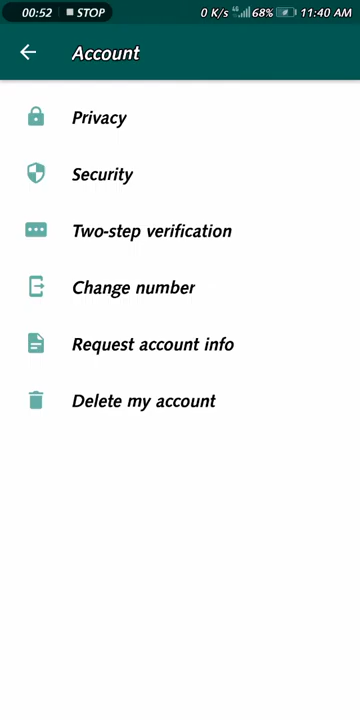 00:52 STOP 0 K/s 4G 68% 11:40 AM
Account
Privacy
Security
Two-step verification
Change number
Request account info
Delete my account